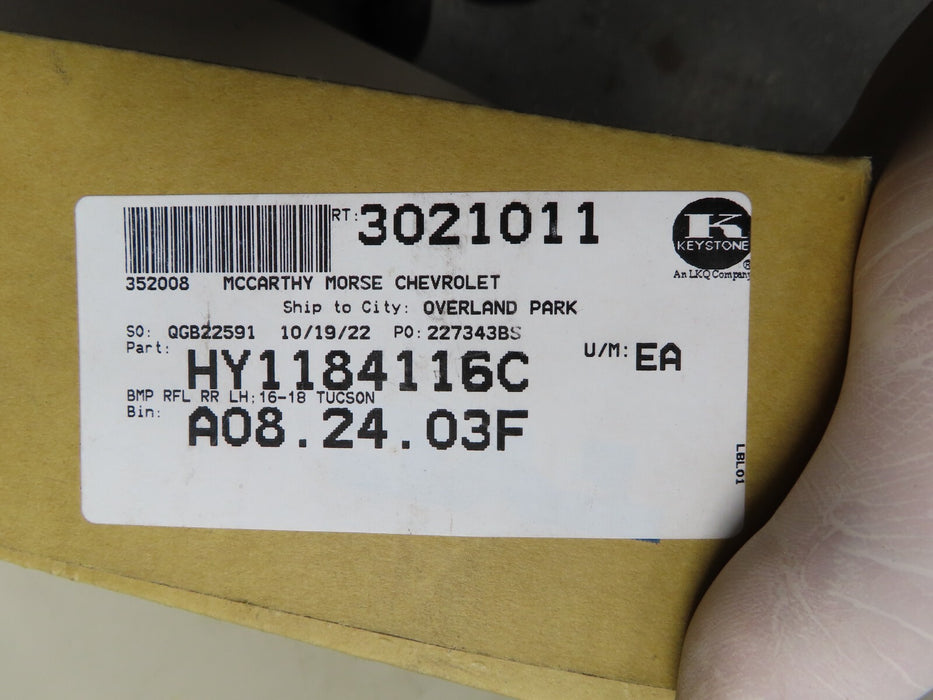 RT: 3021011
K
KEYSTONE
®
An LKQ Company
352008 MCCARTHY MORSE CHEVROLET
Ship to City: OVERLAND PARK
SO: QGB22591 10/19/22 PO: 227343BS
Part: HY1184116C U/M: EA
BMP RFL RR LH;16-18 TUCSON
Bin: A08.24.03F
LBL01